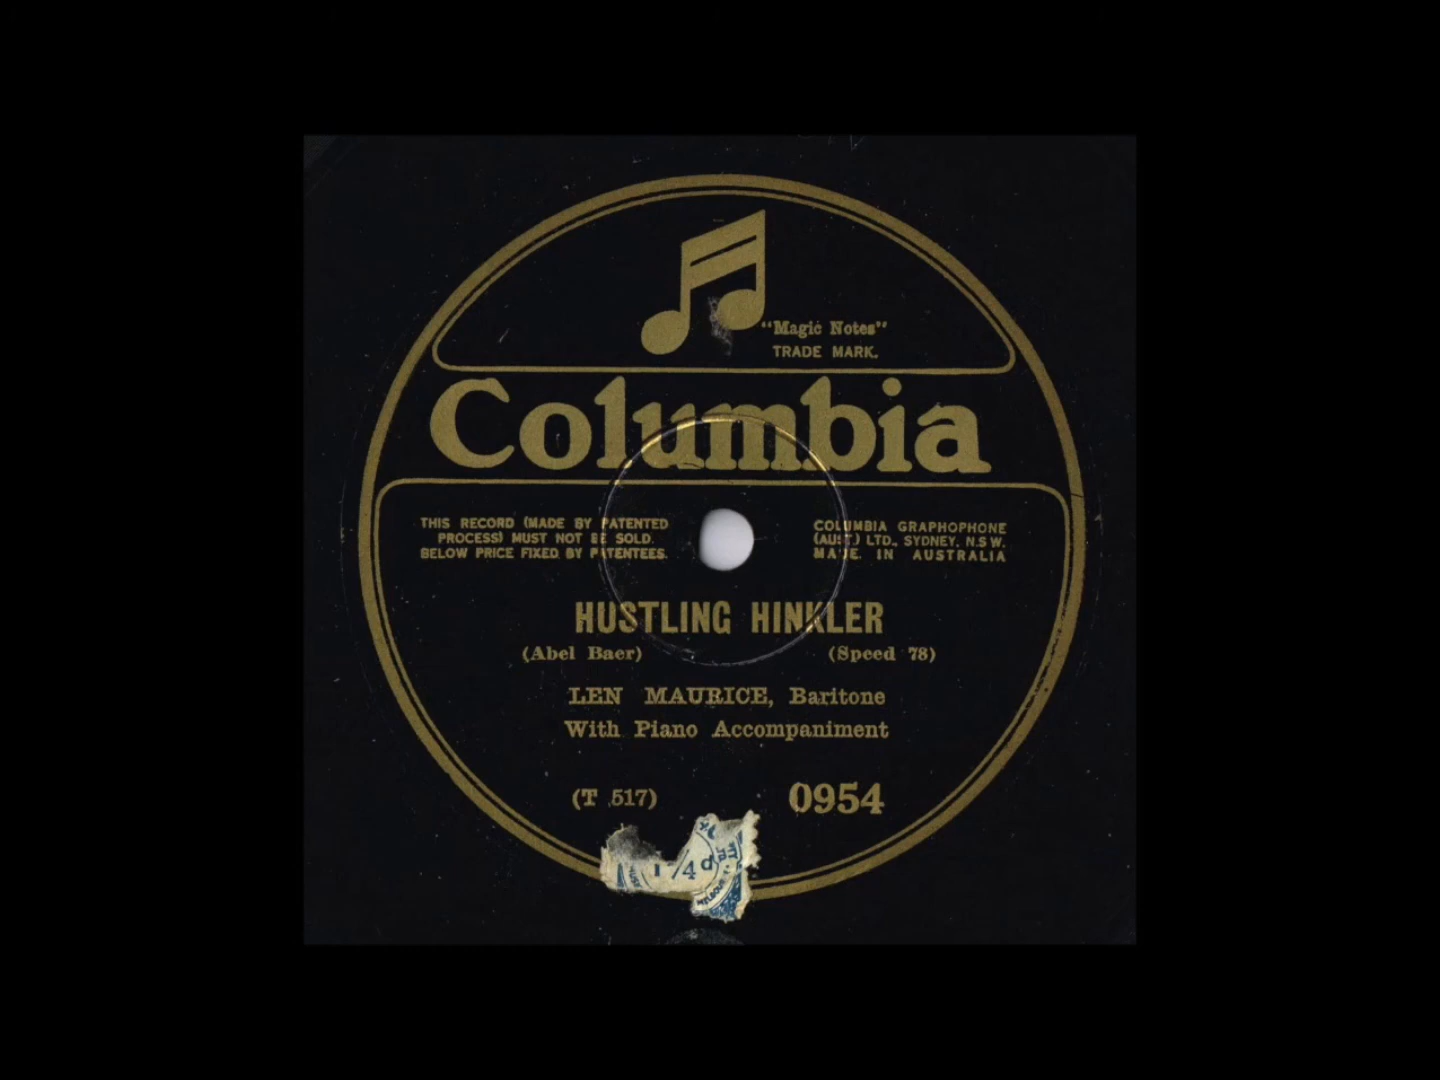 "Magic Notes"
TRADE MARK.
Columbia
THIS RECORD (MADE BY PATENTED
PROCESS) MUST NOT BE SOLD
BELOW PRICE FIXED BY PATENTEES.
COLUMBIA GRAPHOPHONE
(AUST.) LTD., SYDNEY, N.S.W.
MADE IN AUSTRALIA
HUSTLING HINKLER
(Abel Baer) (Speed 78)
LEN MAURICE, Baritone
With Piano Accompaniment
(T 517) 0954
1/4d